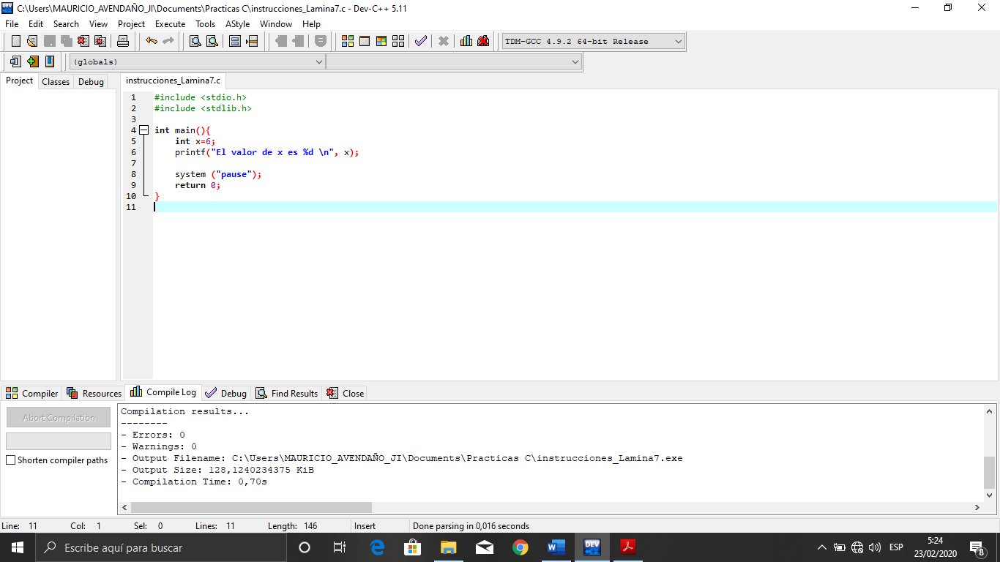 C:\Users\MAURICIO_AVENDAÑO_JI\Documents\Practicas C\instrucciones_Lamina7.c - Dev-C++ 5.11
File Edit Search View Project Execute Tools AStyle Window Help
TDM-GCC 4.9.2 64-bit Release
(globals)
Project Classes Debug
instrucciones_Lamina7.c
1 #include <stdio.h>
2 #include <stdlib.h>
3
4 int main(){
5 int x=6;
6 printf("El valor de x es %d \n", x);
7
8 system ("pause");
9 return 0;
10 }
11
Compiler Resources Compile Log Debug Find Results Close
Abort Compilation
Shorten compiler paths
Compilation results...
--------
- Errors: 0
- Warnings: 0
- Output Filename: C:\Users\MAURICIO_AVENDAÑO_JI\Documents\Practicas C\instrucciones_Lamina7.exe
- Output Size: 128,1240234375 KiB
- Compilation Time: 0,70s
Line: 11 Col: 1 Sel: 0 Lines: 11 Length: 146 Insert Done parsing in 0,016 seconds
Escribe aquí para buscar
DEV C++
ESP
5:24
23/02/2020
8